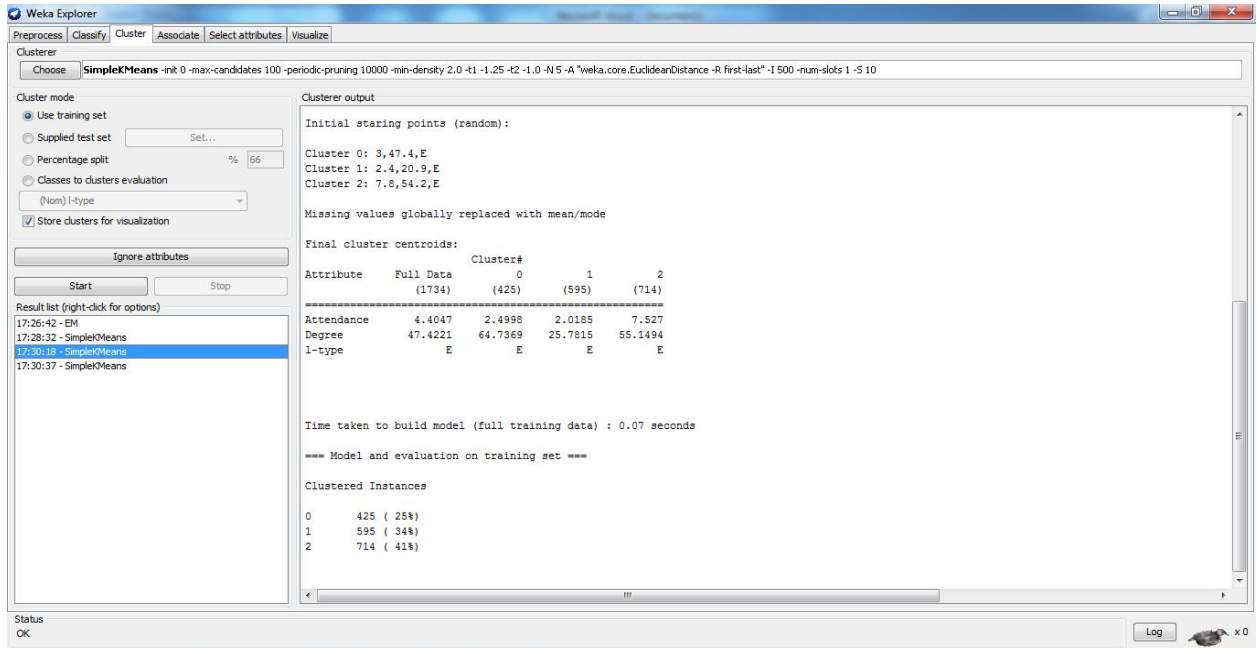 Weka Explorer
Preprocess Classify Cluster Associate Select attributes Visualize
Clusterer
Choose SimpleKMeans -init 0 -max-candidates 100 -periodic-pruning 10000 -min-density 2.0 -t1 -1.25 -t2 -1.0 -N 5 -A "weka.core.EuclideanDistance -R first-last" -I 500 -num-slots 1 -S 10
Cluster mode
Use training set
Supplied test set Set...
Percentage split % 66
Classes to clusters evaluation
(Nom) l-type
Store clusters for visualization
Ignore attributes
Start Stop
Result list (right-click for options)
17:26:42 - EM
17:28:32 - SimpleKMeans
17:30:18 - SimpleKMeans
17:30:37 - SimpleKMeans
Clusterer output
Initial staring points (random):
Cluster 0: 3,47.4,E
Cluster 1: 2.4,20.9,E
Cluster 2: 7.8,54.2,E
Missing values globally replaced with mean/mode
Final cluster centroids:
Cluster#
Attribute Full Data 0 1 2
(1734) (425) (595) (714)
======================================================
Attendance 4.4047 2.4998 2.0185 7.527
Degree 47.4221 64.7369 25.7815 55.1494
l-type E E E E
Time taken to build model (full training data) : 0.07 seconds
=== Model and evaluation on training set ===
Clustered Instances
0 425 ( 25%)
1 595 ( 34%)
2 714 ( 41%)
Status
OK
Log x 0